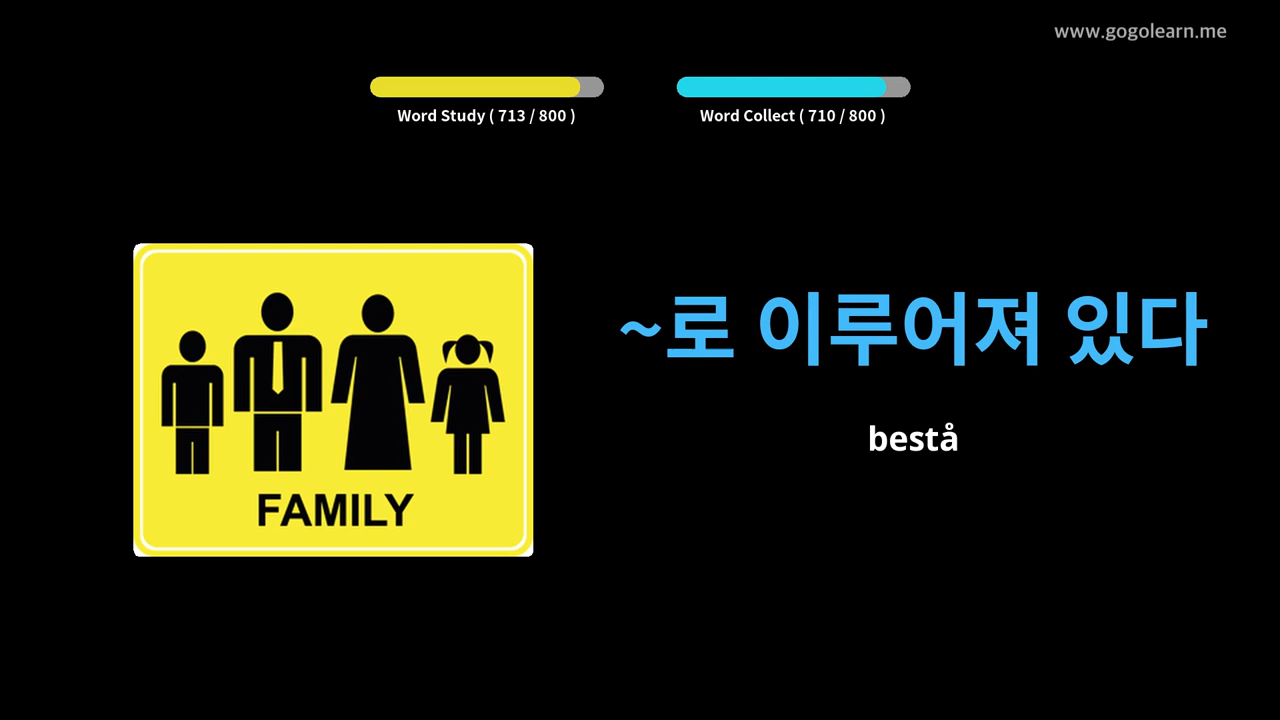 www.gogolearn.me
Word Study ( 713 / 800 )
Word Collect ( 710 / 800 )
FAMILY
~로 이루어져 있다
bestå